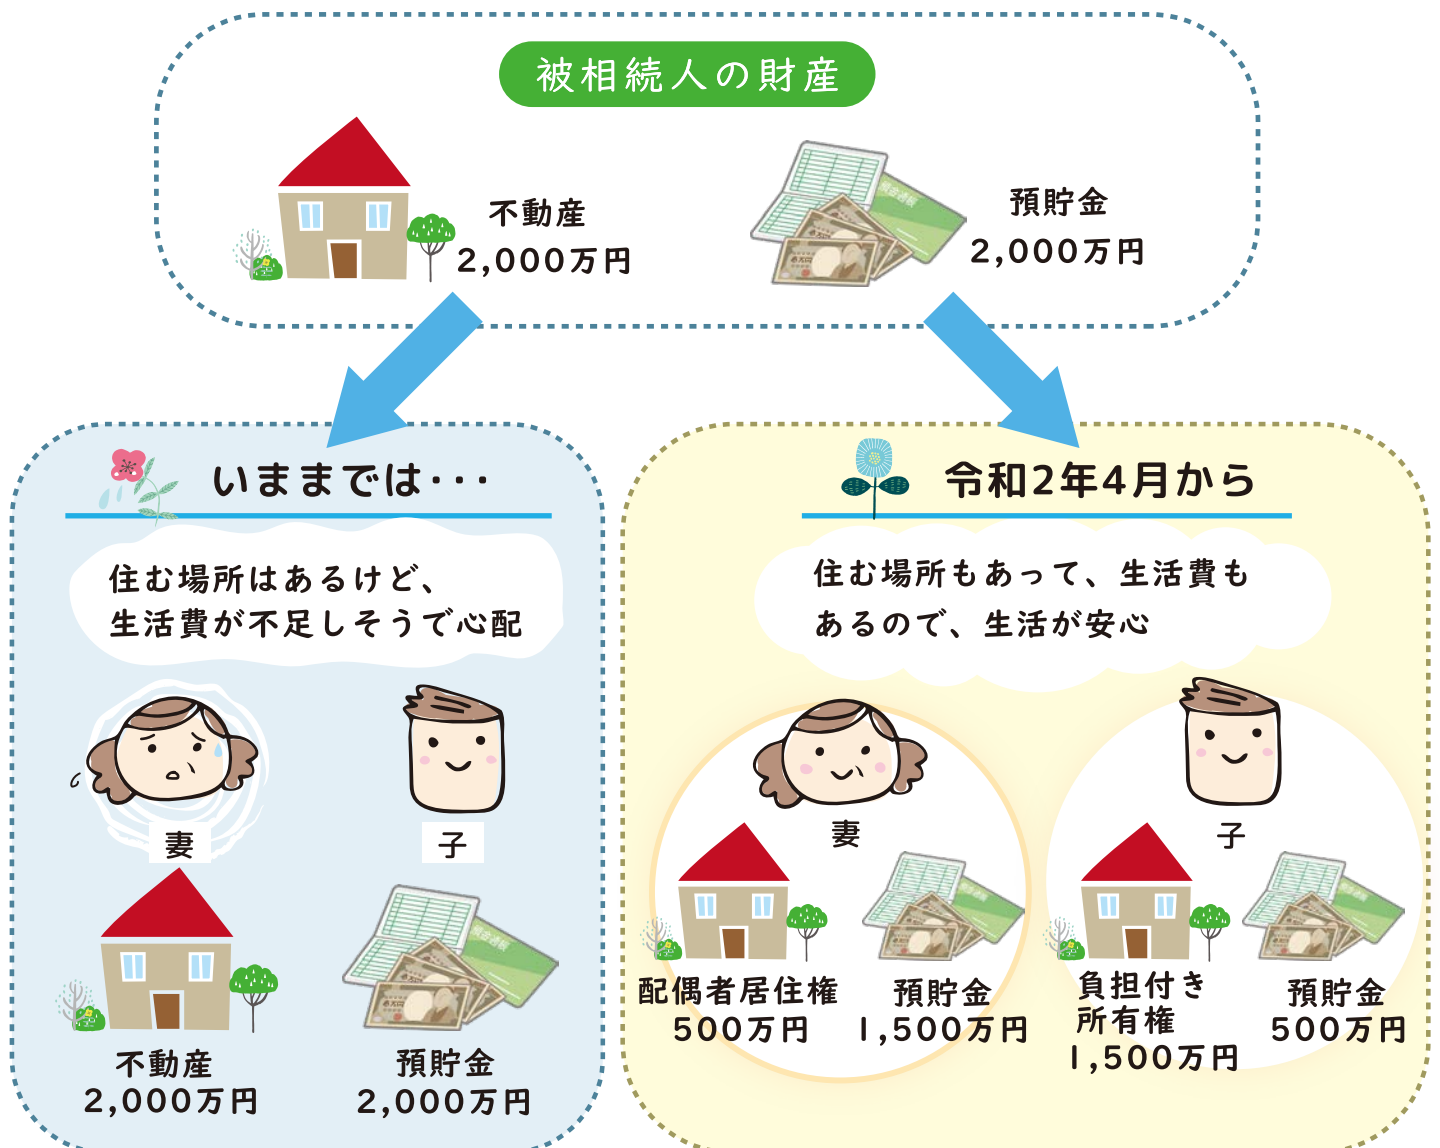 被相続人の財産
不動産
2,000万円
預貯金
2,000万円
いままでは・・・
住む場所はあるけど、
生活費が不足しそうで心配
妻
子
不動産
2,000万円
預貯金
2,000万円
令和2年4月から
住む場所もあって、生活費も
あるので、生活が安心
妻
子
配偶者居住権
500万円
預貯金
1,500万円
負担付き
所有権
1,500万円
預貯金
500万円